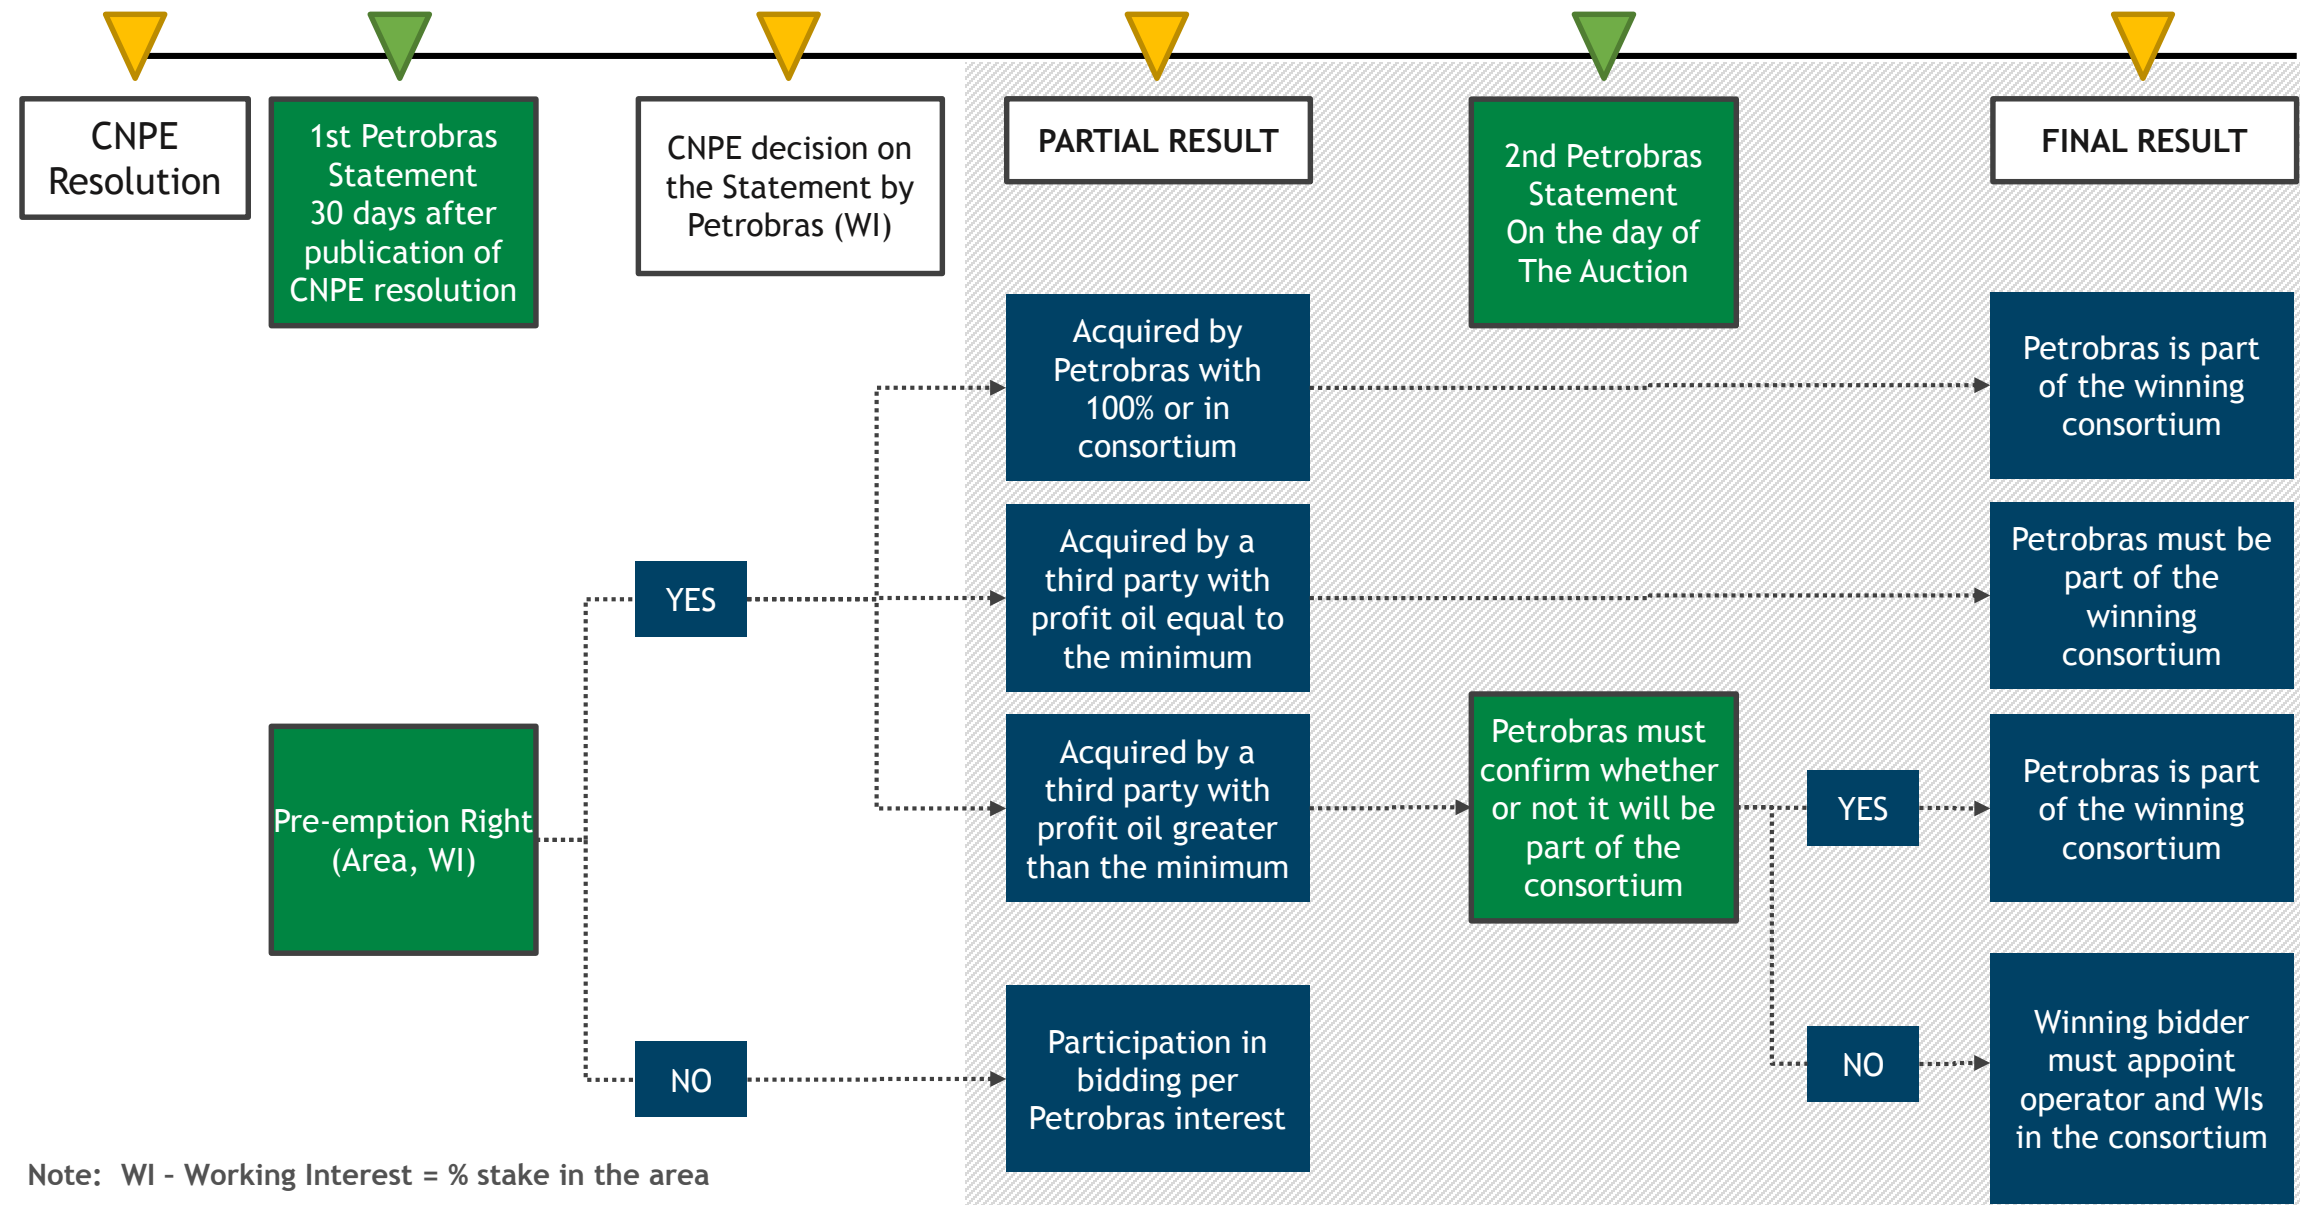 CNPE
Resolution
1st Petrobras
Statement
30 days after
publication of
CNPE resolution
CNPE decision on
the Statement by
Petrobras (WI)
PARTIAL RESULT
2nd Petrobras
Statement
On the day of
The Auction
FINAL RESULT
Acquired by
Petrobras with
100% or in
consortium
Petrobras is part
of the winning
consortium
YES
Acquired by a
third party with
profit oil equal to
the minimum
Petrobras must be
part of the
winning
consortium
Pre-emption Right
(Area, WI)
Acquired by a
third party with
profit oil greater
than the minimum
Petrobras must
confirm whether
or not it will be
part of the
consortium
YES
Petrobras is part
of the winning
consortium
NO
Participation in
bidding per
Petrobras interest
NO
Winning bidder
must appoint
operator and WIs
in the consortium
Note: WI – Working Interest = % stake in the area